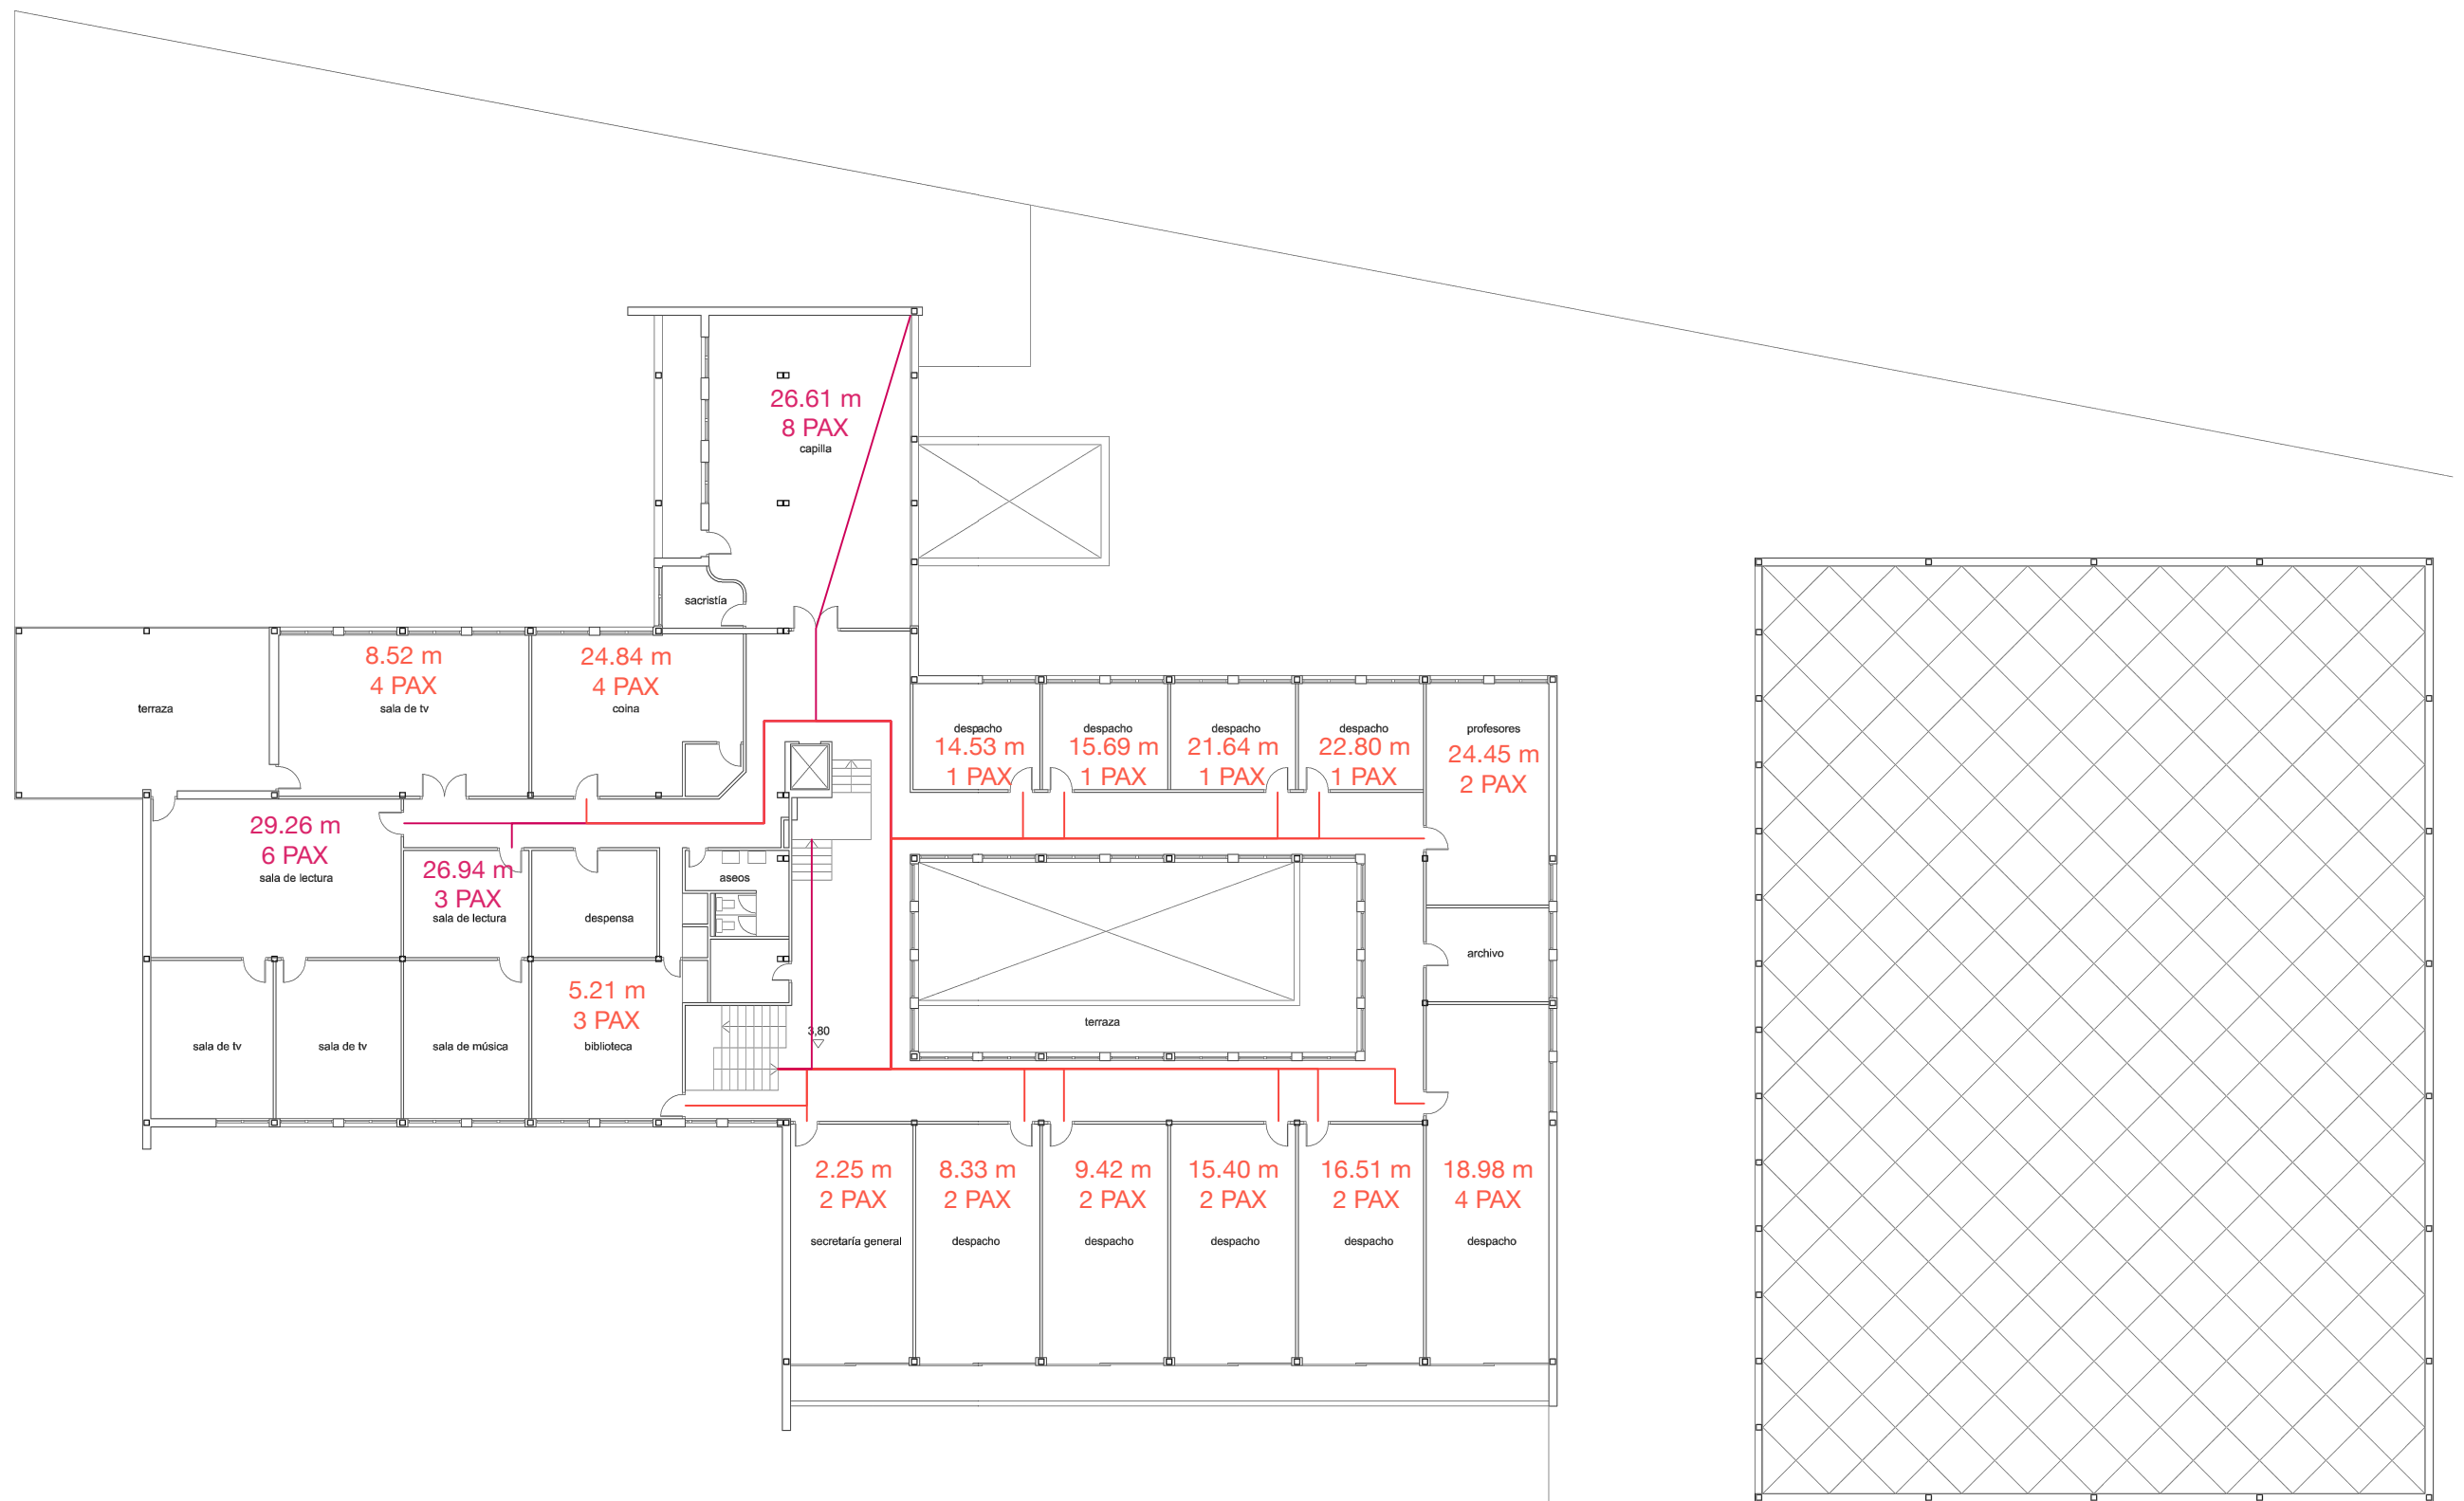 26.61 m
8 PAX
capilla
sacristía
8.52 m
4 PAX
sala de tv
24.84 m
4 PAX
coina
terraza
despacho
14.53 m
1 PAX
despacho
15.69 m
1 PAX
despacho
21.64 m
1 PAX
despacho
22.80 m
1 PAX
profesores
24.45 m
2 PAX
29.26 m
6 PAX
sala de lectura
26.94 m
3 PAX
sala de lectura
despensa
aseos
archivo
5.21 m
3 PAX
biblioteca
sala de tv
sala de tv
sala de música
3,80
terraza
2.25 m
2 PAX
secretaría general
8.33 m
2 PAX
despacho
9.42 m
2 PAX
despacho
15.40 m
2 PAX
despacho
16.51 m
2 PAX
despacho
18.98 m
4 PAX
despacho